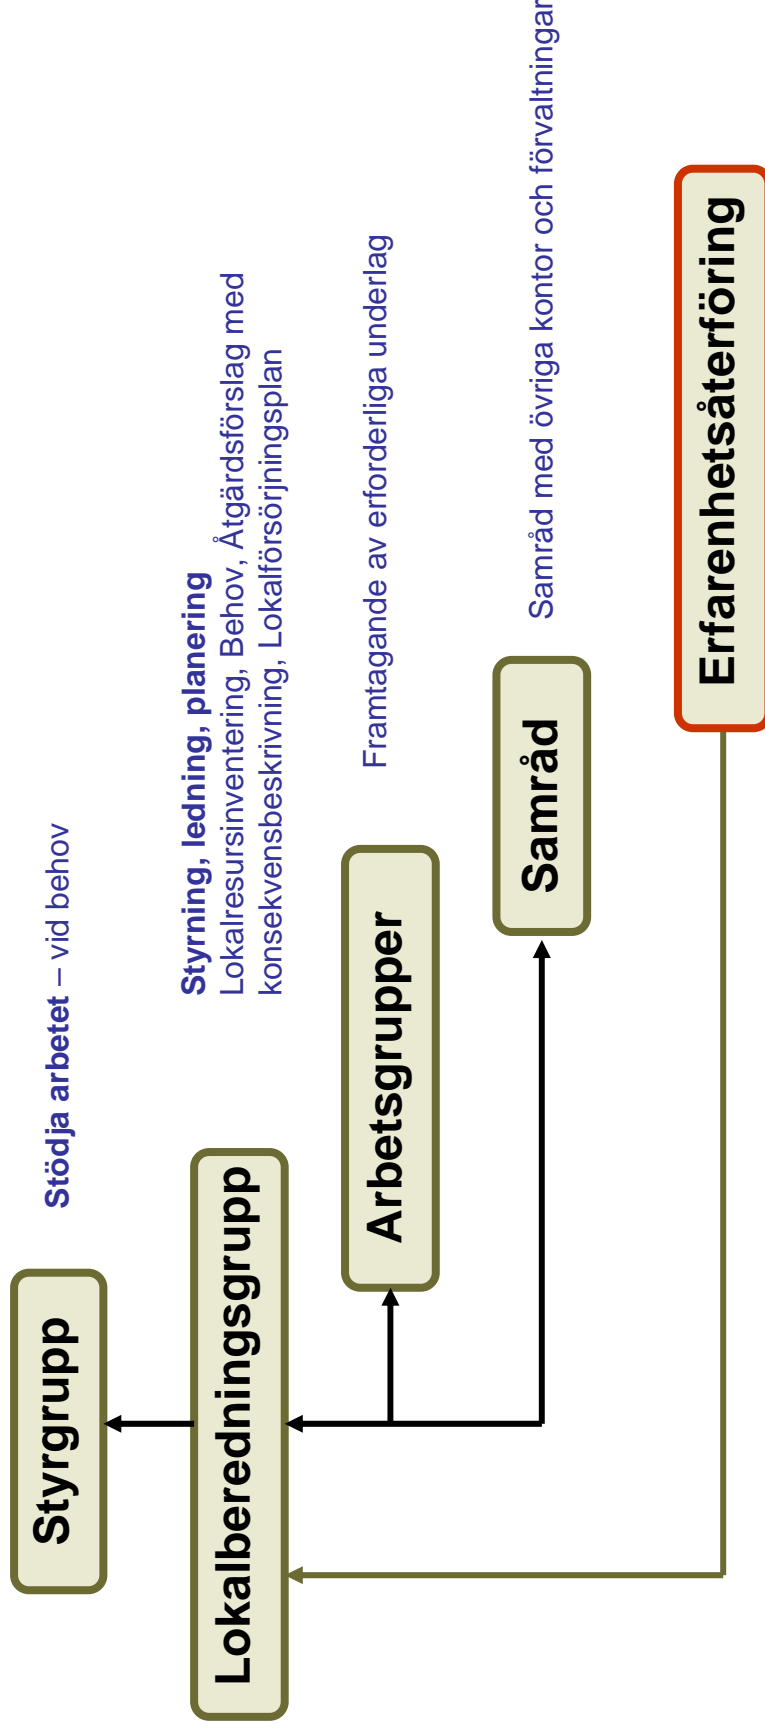 Styrgrupp
Stödja arbetet – vid behov
Lokalberedningsgrupp
Styrning, ledning, planering
Lokalresursinventering, Behov, Åtgärdsförslag med
konsekvensbeskrivning, Lokalförsörjningsplan
Arbetsgrupper
Framtagande av erforderliga underlag
Samråd
Samråd med övriga kontor och förvaltningar
Erfarenhetsåterföring